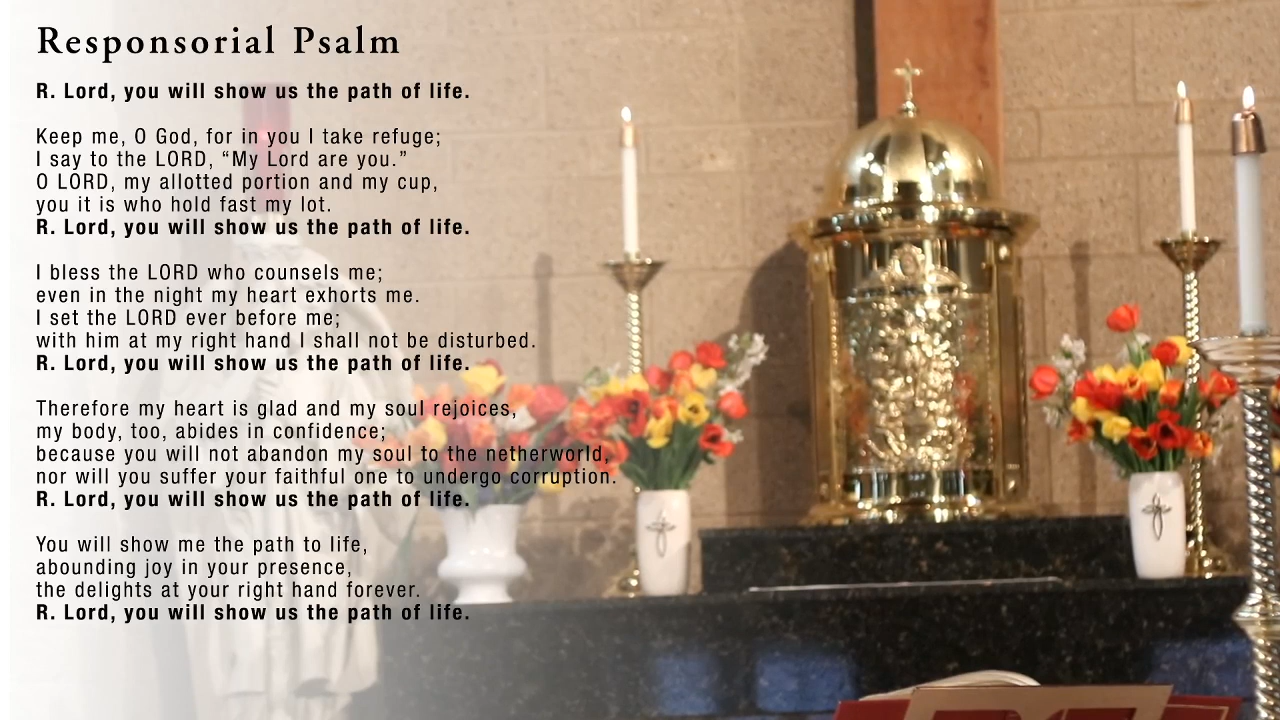 Responsorial Psalm
R. Lord, you will show us the path of life.
Keep me, O God, for in you I take refuge;
I say to the LORD, “My Lord are you.”
O LORD, my allotted portion and my cup,
you it is who hold fast my lot.
R. Lord, you will show us the path of life.
I bless the LORD who counsels me;
even in the night my heart exhorts me.
I set the LORD ever before me;
with him at my right hand I shall not be disturbed.
R. Lord, you will show us the path of life.
Therefore my heart is glad and my soul rejoices,
my body, too, abides in confidence;
because you will not abandon my soul to the netherworld,
nor will you suffer your faithful one to undergo corruption.
R. Lord, you will show us the path of life.
You will show me the path to life,
abounding joy in your presence,
the delights at your right hand forever.
R. Lord, you will show us the path of life.